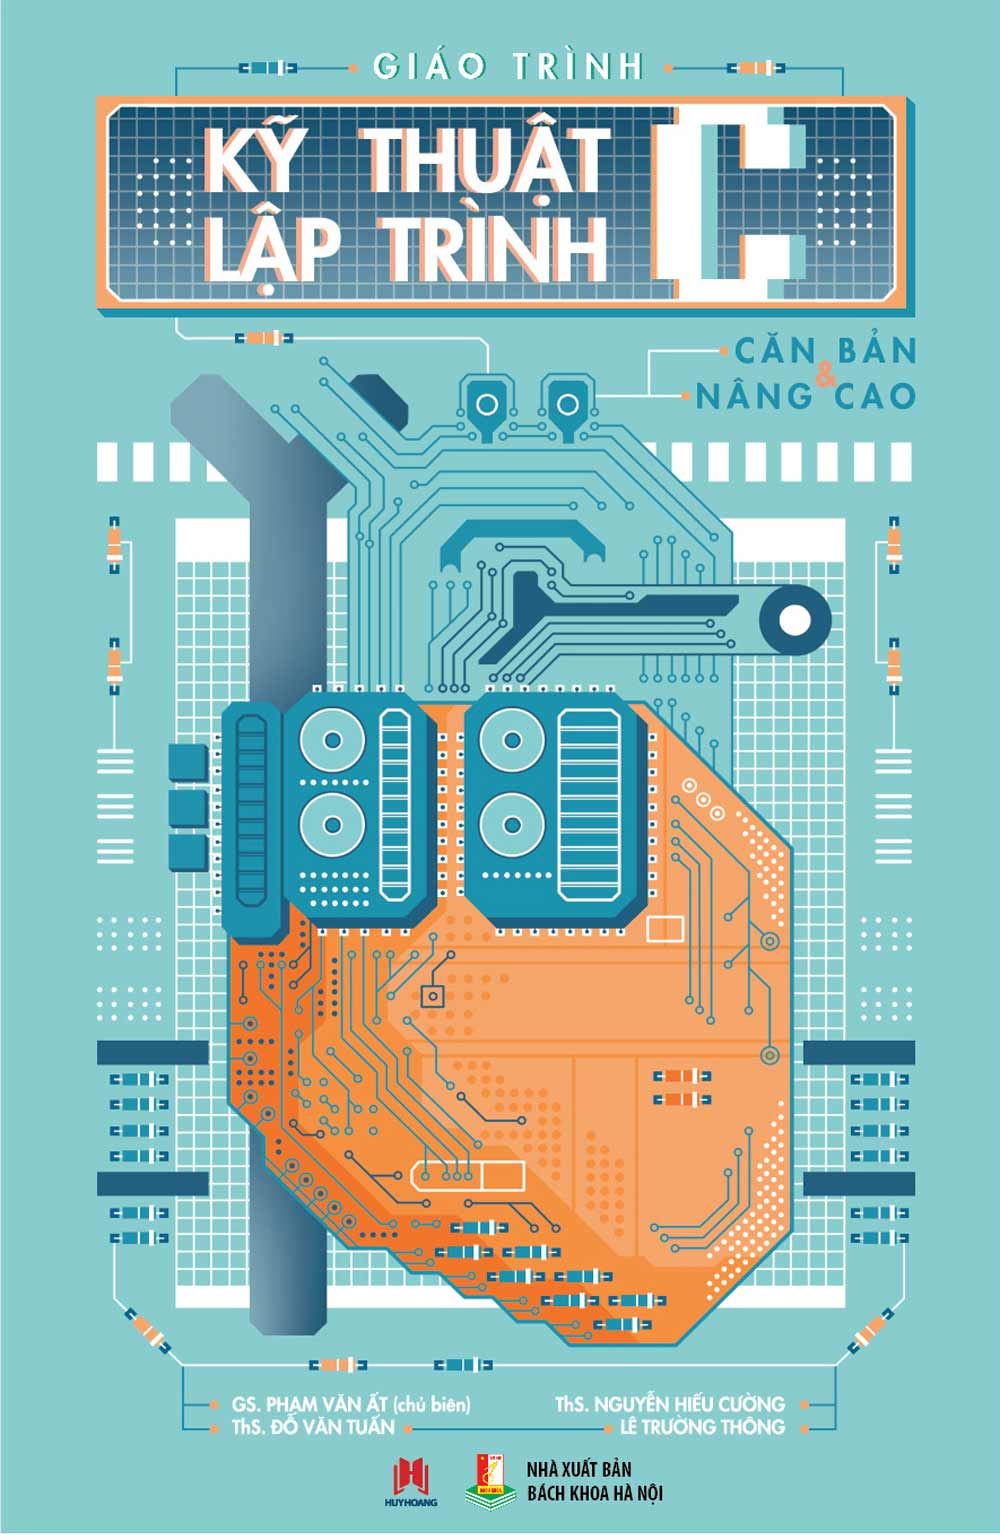 GIÁO TRÌNH
KỸ THUẬT
LẬP TRÌNH
C
CĂN BẢN
&
NÂNG CAO
GS. PHẠM VĂN ẤT (chủ biên)
ThS. NGUYỄN HIẾU CƯỜNG
ThS. ĐỖ VĂN TUẤN
LÊ TRƯỜNG THÔNG
HUYHOANG
NHÀ XUẤT BẢN
BÁCH KHOA HÀ NỘI